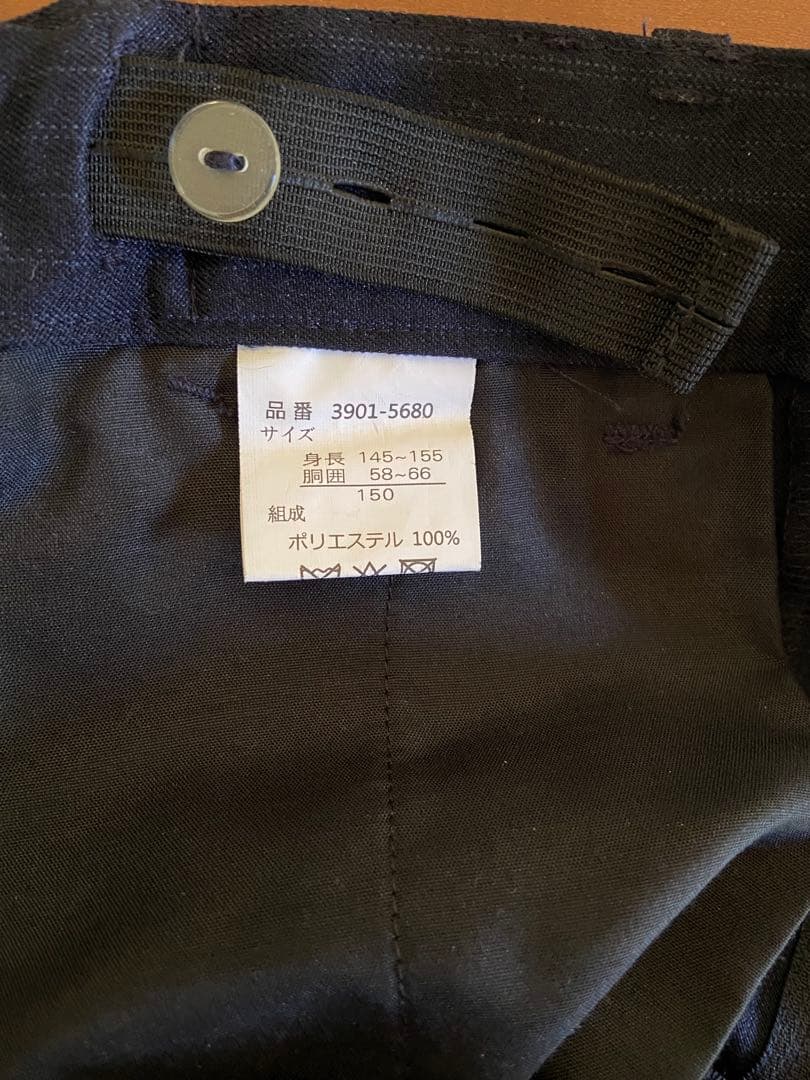 品番 3901-5680
サイズ
身長 145~155
胴囲 58~66
150
組成
ポリエステル 100%